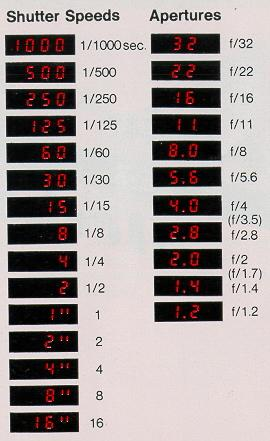 Shutter Speeds Apertures
1000 1/1000 sec. 32 f/32
500 1/500 22 f/22
250 1/250 16 f/16
125 1/125 11. f/11
60 1/60 8.0 f/8
30 1/30 5.6 f/5.6
15 1/15 4.0 f/4
(f/3.5)
8 1/8 2.8 f/2.8
4 1/4 2.0 f/2
(f/1.7)
2 1/2 1.4 f/1.4
1" 1 1.2 f/1.2
2" 2
4" 4
8" 8
16" 16